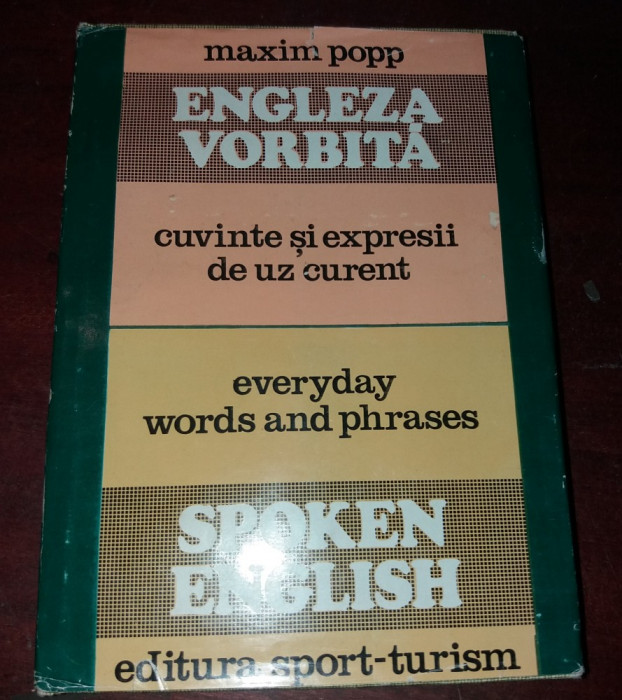 maxim popp
ENGLEZA
VORBITĂ
cuvinte și expresii
de uz curent
everyday
words and phrases
SPOKEN
ENGLISH
editura sport-turism